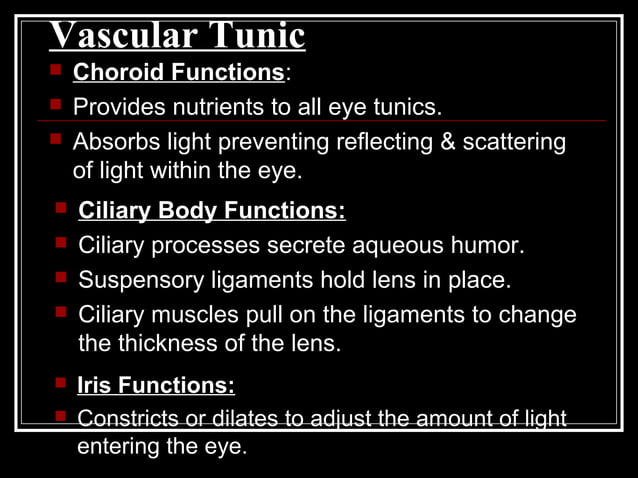 Vascular Tunic
Choroid Functions:
Provides nutrients to all eye tunics.
Absorbs light preventing reflecting & scattering
of light within the eye.
Ciliary Body Functions:
Ciliary processes secrete aqueous humor.
Suspensory ligaments hold lens in place.
Ciliary muscles pull on the ligaments to change
the thickness of the lens.
Iris Functions:
Constricts or dilates to adjust the amount of light
entering the eye.